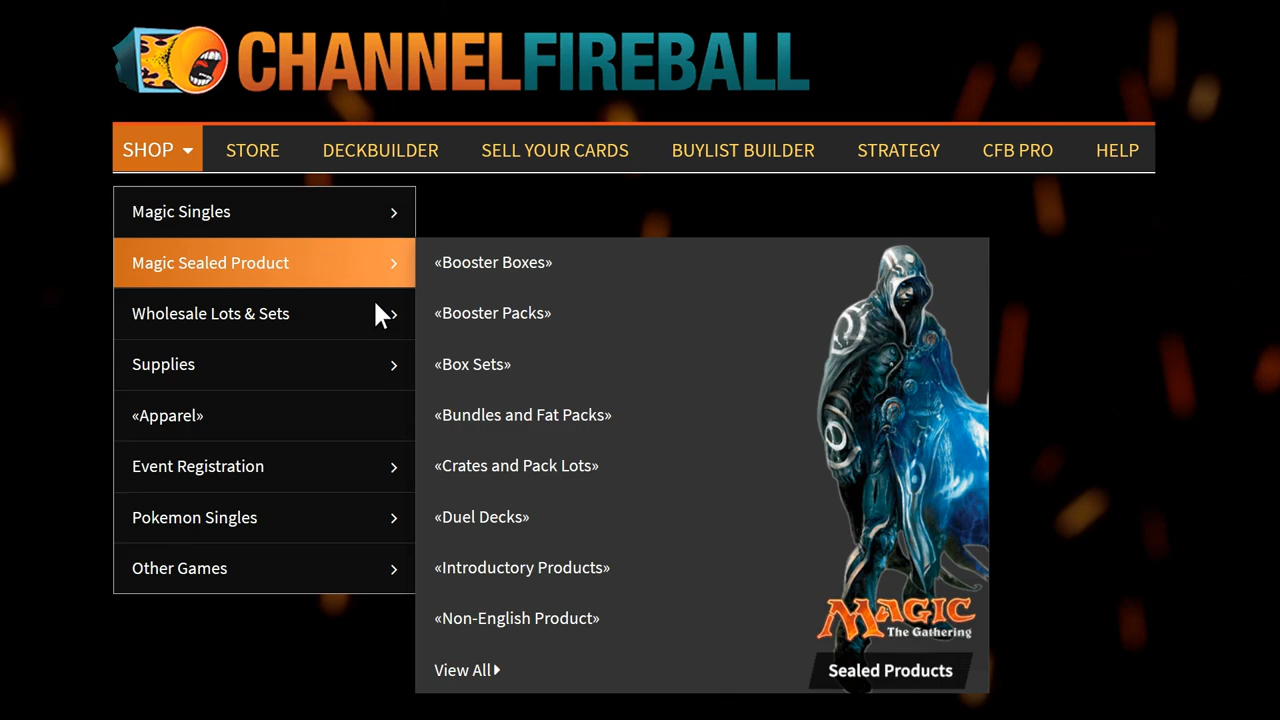 CHANNELFIREBALL
SHOP STORE DECKBUILDER SELL YOUR CARDS BUYLIST BUILDER STRATEGY CFB PRO HELP
Magic Singles
Magic Sealed Product
Wholesale Lots & Sets
Supplies
«Apparel»
Event Registration
Pokemon Singles
Other Games
«Booster Boxes»
«Booster Packs»
«Box Sets»
«Bundles and Fat Packs»
«Crates and Pack Lots»
«Duel Decks»
«Introductory Products»
«Non-English Product»
View All
MAGIC
The Gathering
Sealed Products